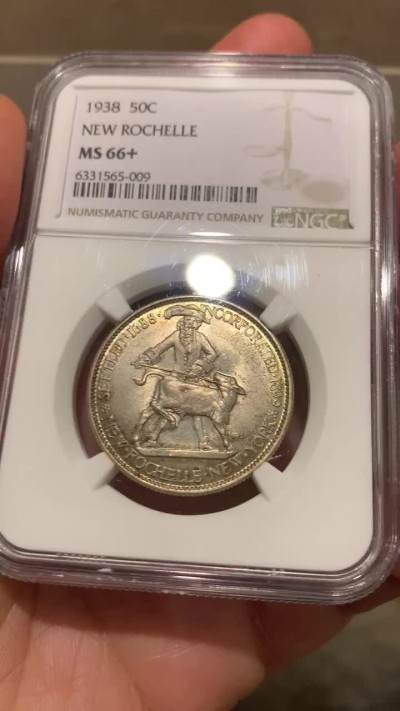 1938 50C
NEW ROCHELLE
MS 66+
6331565-009
NUMISMATIC GUARANTY COMPANY
NGC
SETTLED · 1688 · INCORPORATED · 1899
NEW · ROCHELLE · NEW · YORK